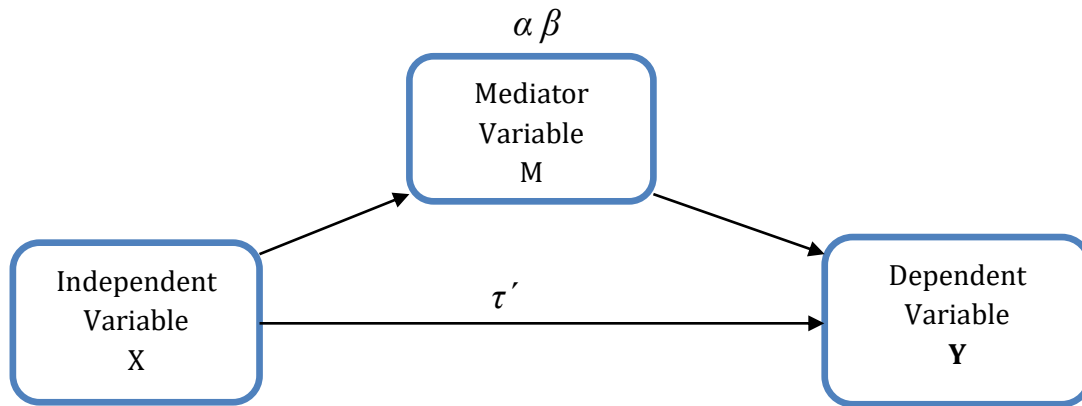 α β
Mediator
Variable
M
Independent
Variable
X
τ´
Dependent
Variable
Y